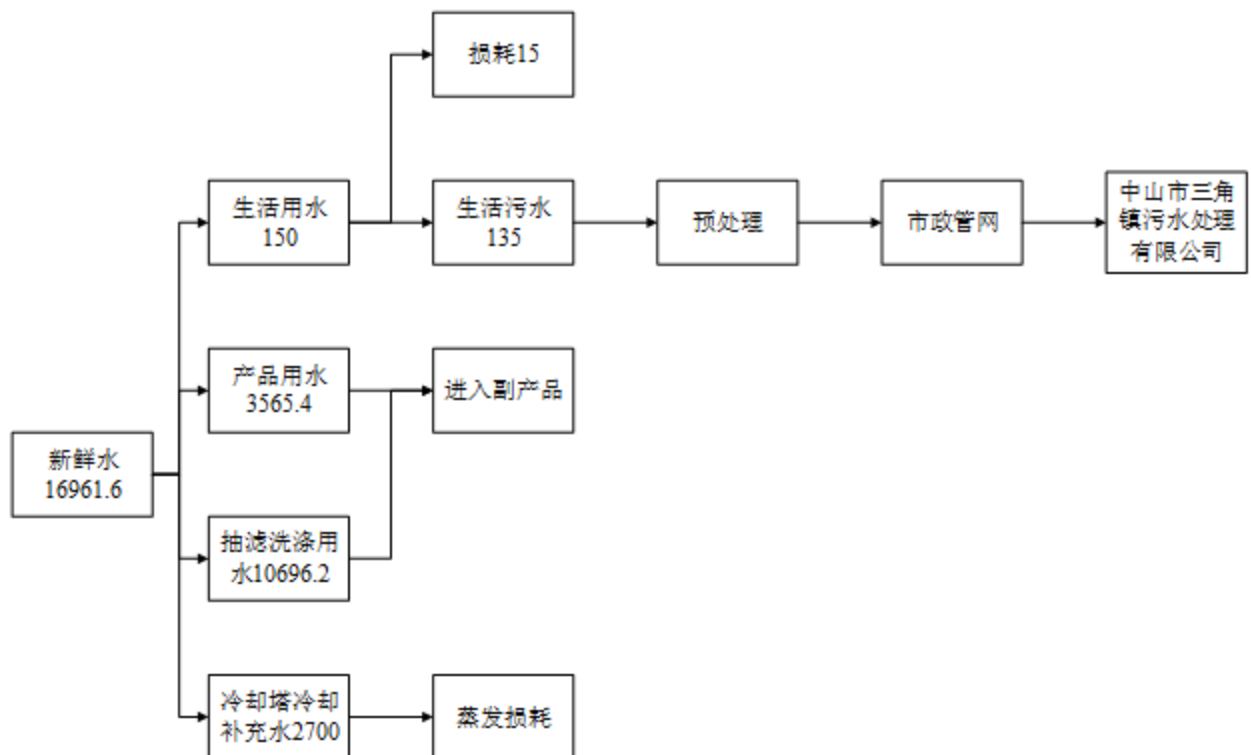 损耗15
生活用水
150
生活污水
135
预处理
市政管网
中山市三角
镇污水处理
有限公司
产品用水
3565.4
进入副产品
新鲜水
16961.6
抽滤洗涤用
水10696.2
冷却塔冷却
补充水2700
蒸发损耗